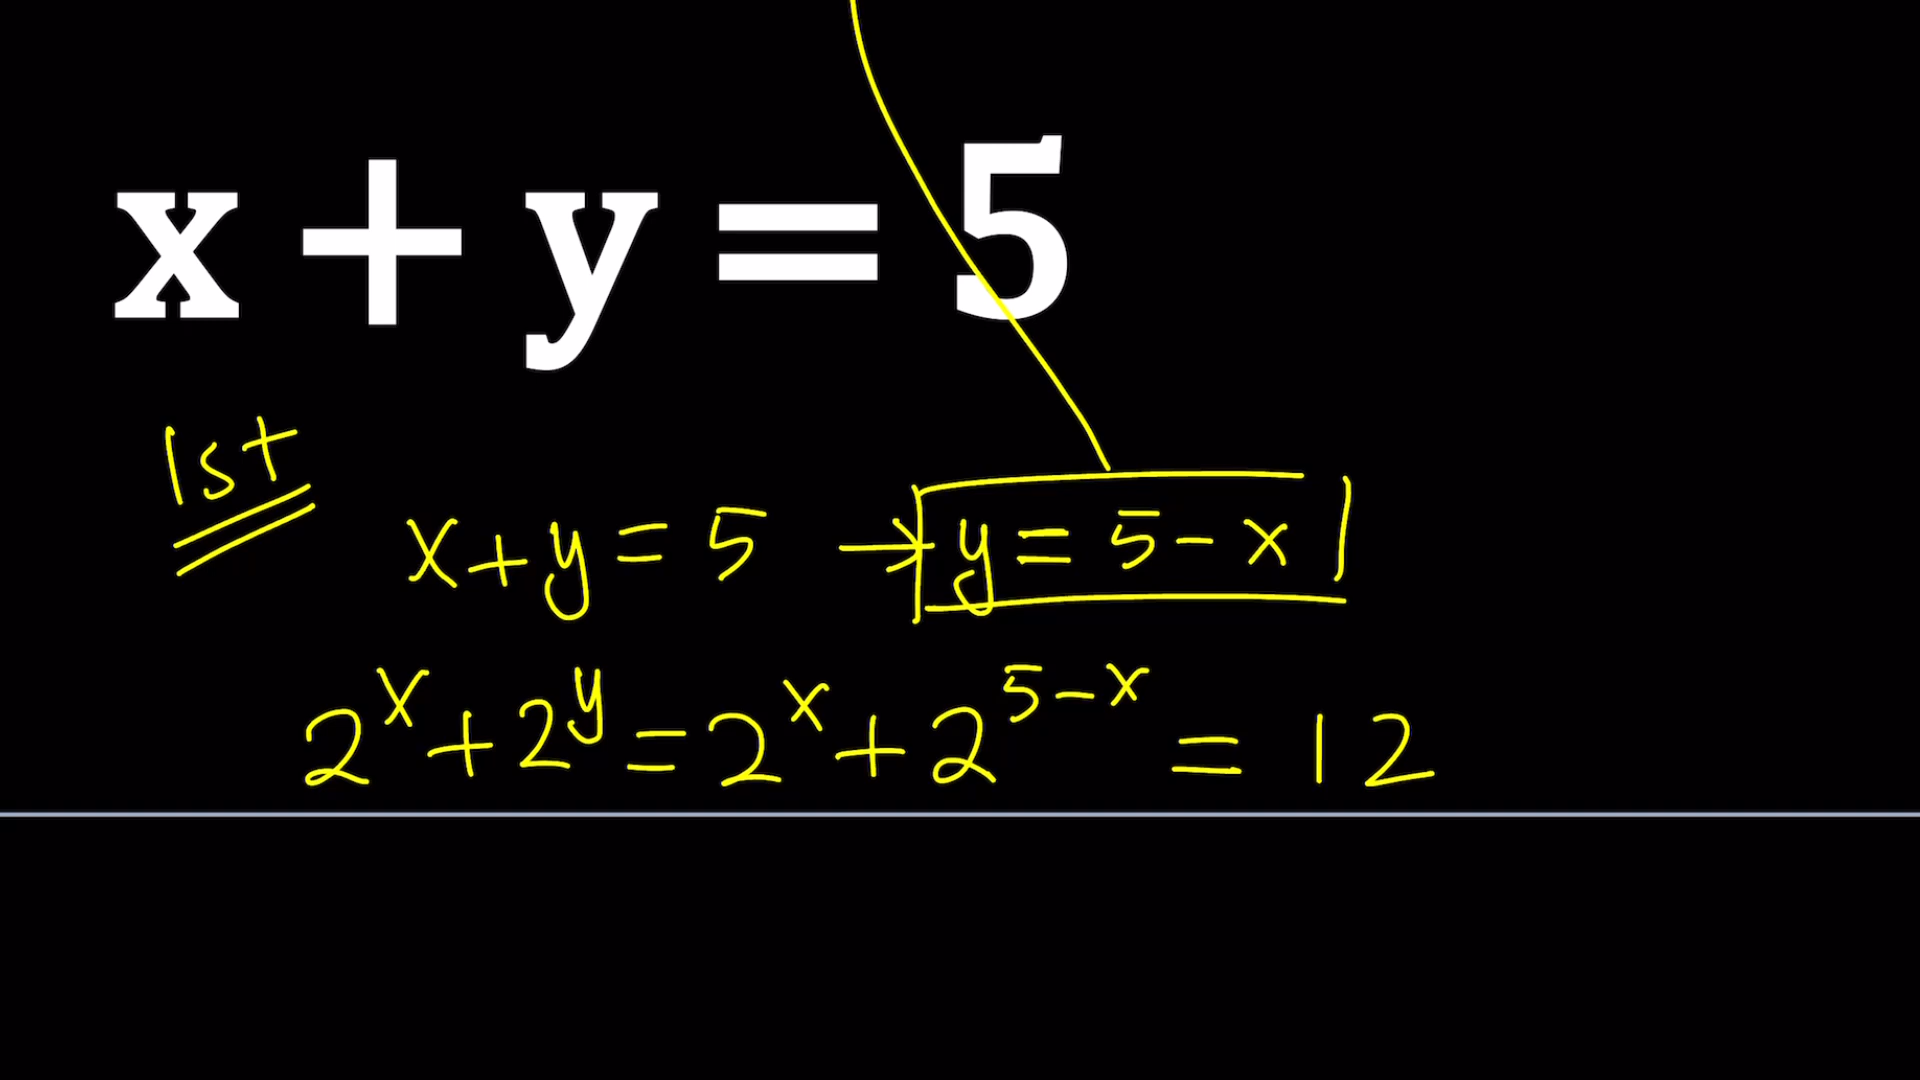 x + y = 5
1st
x + y = 5 → y = 5 - x
2^x + 2^y = 2^x + 2^{5-x} = 12